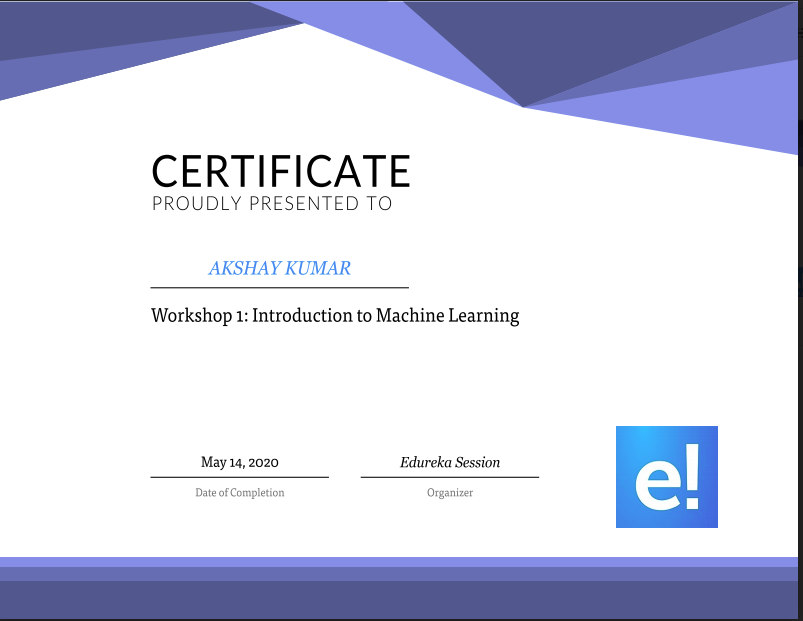 CERTIFICATE
PROUDLY PRESENTED TO
AKSHAY KUMAR
Workshop 1: Introduction to Machine Learning
May 14, 2020
Edureka Session
Date of Completion
Organizer
e!